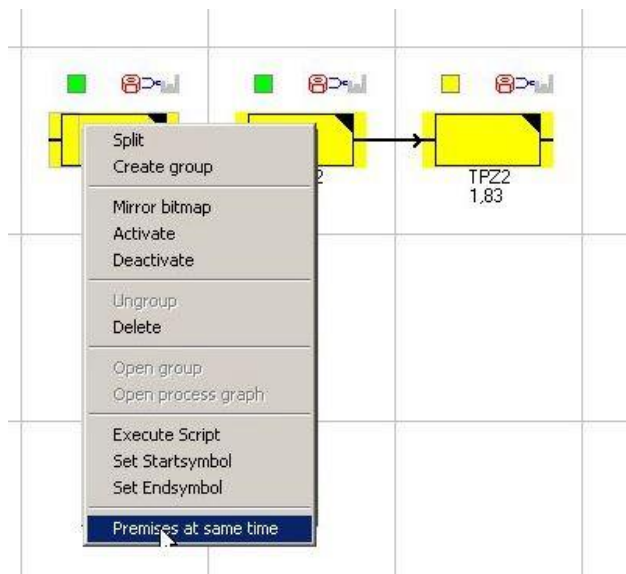 Split
Create group
2
TPZ2
Mirror bitmap
1,83
Activate
Deactivate
Ungroup
Delete
Open group
Open process graph
Execute Script
Set Startsymbol
Set Endsymbol
Premises at same time